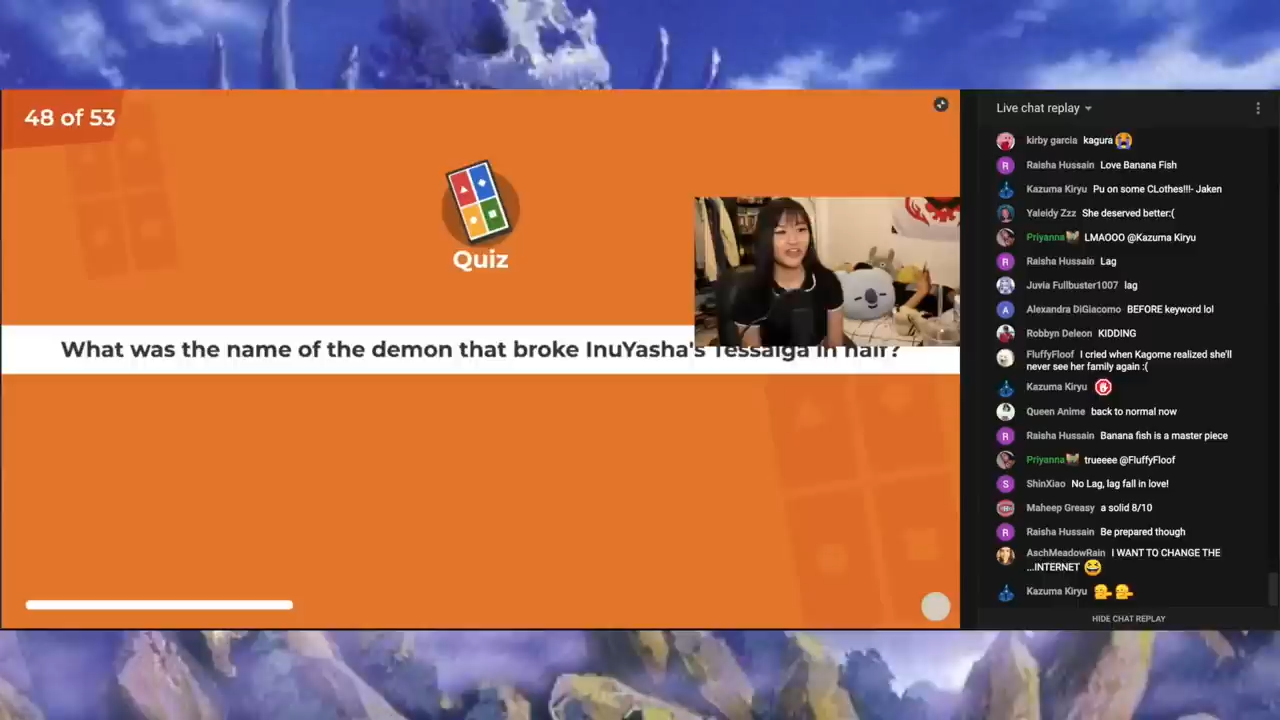 48 of 53
Quiz
What was the name of the demon that broke InuYasha's Tessaiga in half?
Live chat replay
kirby garcia kagura😭
R Raisha Hussain Love Banana Fish
Kazuma Kiryu Pu on some CLothes!!!- Jaken
Yaleidy Zzz She deserved better:(
Priyanna LMAOOO @Kazuma Kiryu
R Raisha Hussain Lag
Juvia Fullbuster1007 lag
A Alexandra DiGiacomo BEFORE keyword lol
Robbyn Deleon KIDDING
FluffyFloof I cried when Kagome realized she'll
never see her family again :(
Kazuma Kiryu
Queen Anime back to normal now
R Raisha Hussain Banana fish is a master piece
Priyanna trueeee @FluffyFloof
S ShinXiao No Lag, lag fall in love!
Maheep Greasy a solid 8/10
R Raisha Hussain Be prepared though
AschMeadowRain I WANT TO CHANGE THE
...INTERNET 😆
Kazuma Kiryu
HIDE CHAT REPLAY